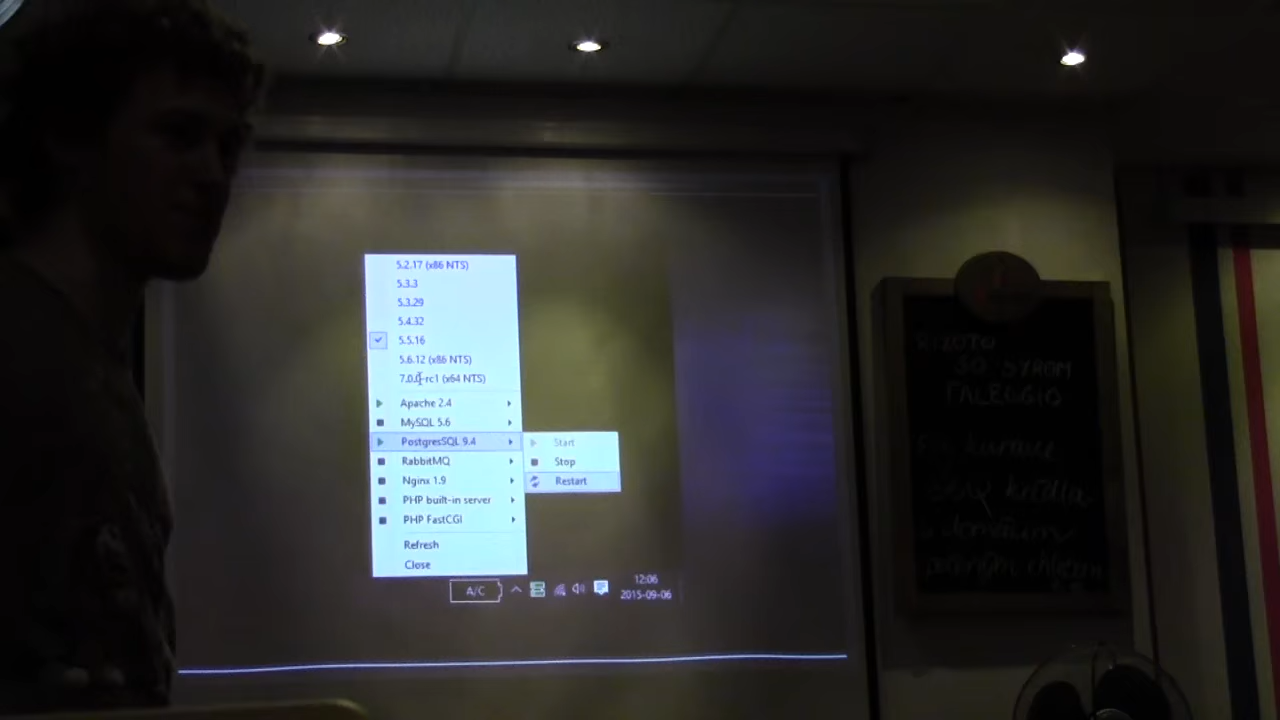 5.2.17 (x86 NTS)
5.3.3
5.3.29
5.4.32
5.5.16
5.6.12 (x86 NTS)
7.0.0-rc1 (x64 NTS)
Apache 2.4
MySQL 5.6
PostgresSQL 9.4
RabbitMQ
Nginx 1.9
PHP built-in server
PHP FastCGI
Refresh
Close
Start
Stop
Restart
A/C
12:06
2015-09-06
RIZOTO
SO SYROM
TALEGGIO